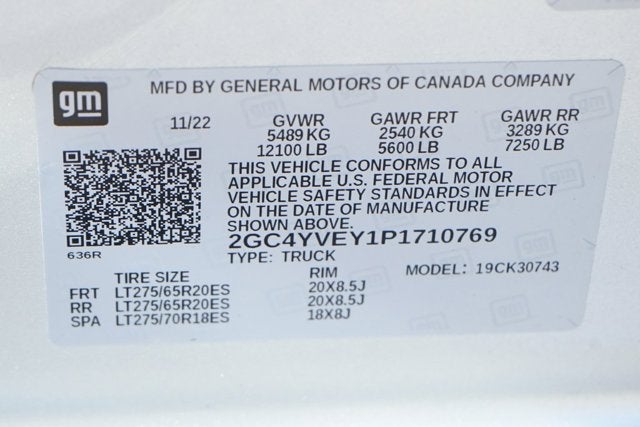 gm
MFD BY GENERAL MOTORS OF CANADA COMPANY
11/22 GVWR GAWR FRT GAWR RR
5489 KG 2540 KG 3289 KG
12100 LB 5600 LB 7250 LB
THIS VEHICLE CONFORMS TO ALL
APPLICABLE U.S. FEDERAL MOTOR
VEHICLE SAFETY STANDARDS IN EFFECT
ON THE DATE OF MANUFACTURE
SHOWN ABOVE.
636R
2GC4YVEY1P1710769
TYPE: TRUCK MODEL: 19CK30743
TIRE SIZE RIM
FRT LT275/65R20ES 20X8.5J
RR LT275/65R20ES 20X8.5J
SPA LT275/70R18ES 18X8J